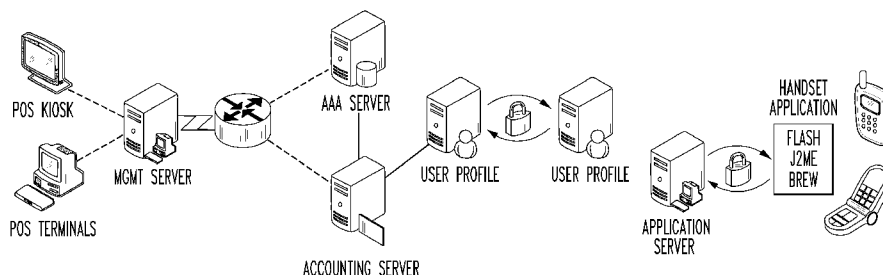 POS KIOSK
POS TERMINALS
MGMT SERVER
AAA SERVER
ACCOUNTING SERVER
USER PROFILE
USER PROFILE
APPLICATION
SERVER
HANDSET
APPLICATION
FLASH
J2ME
BREW